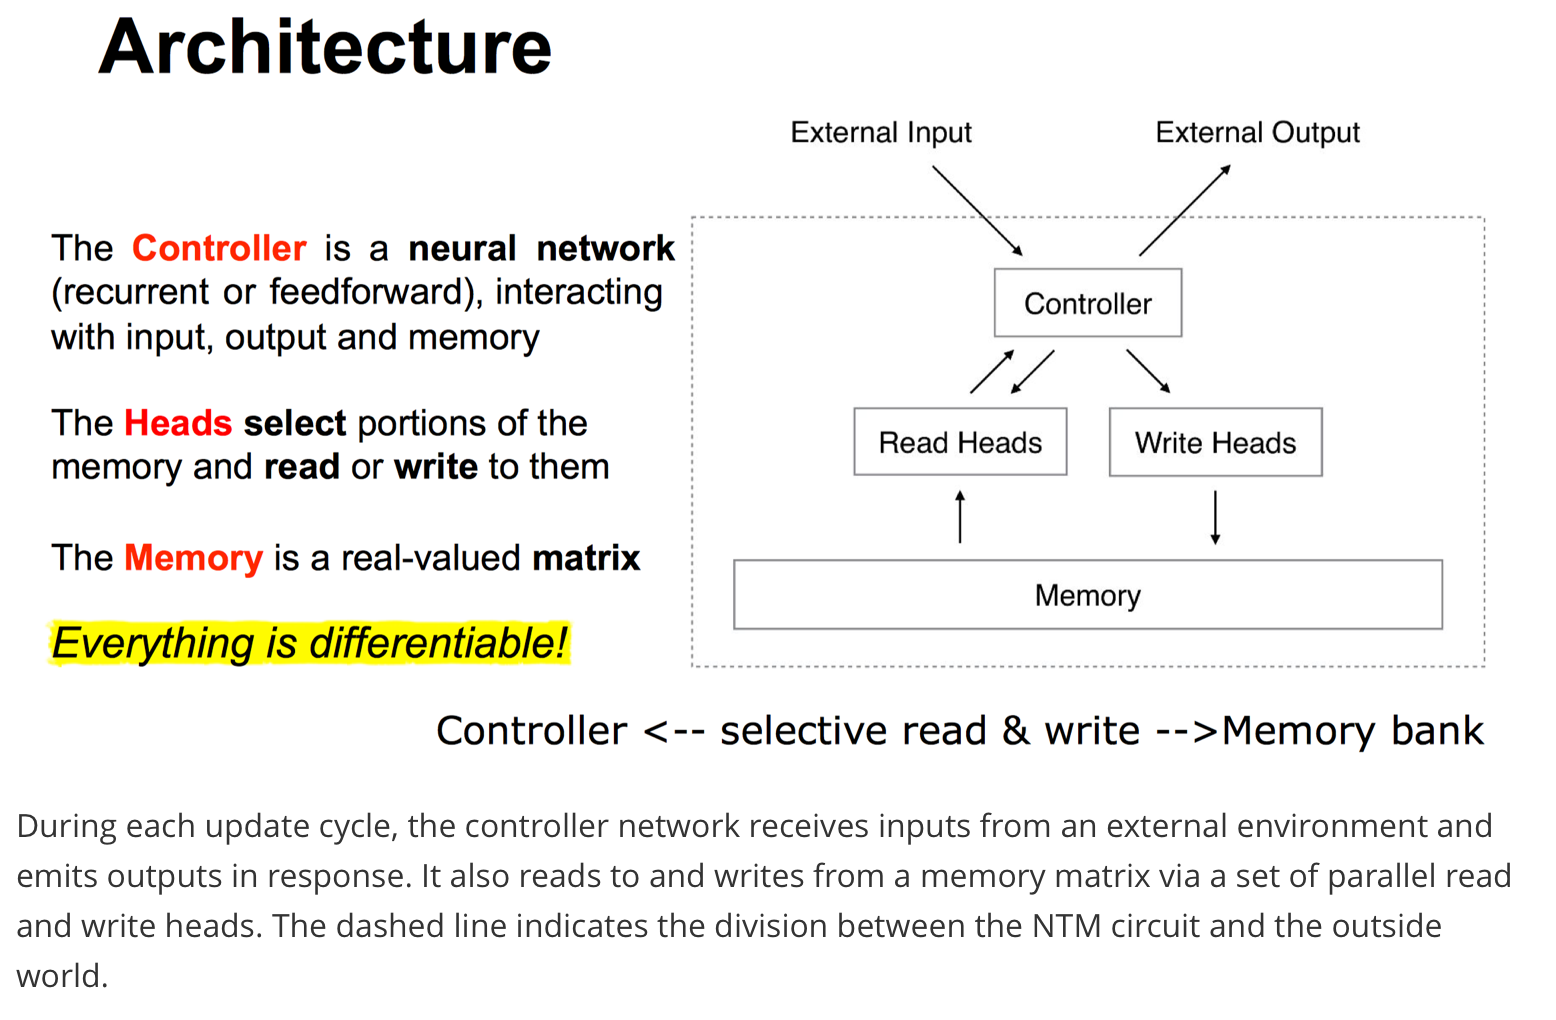 Architecture
The Controller is a neural network
(recurrent or feedforward), interacting
with input, output and memory
The Heads select portions of the
memory and read or write to them
The Memory is a real-valued matrix
Everything is differentiable!
External Input
External Output
Controller
Read Heads
Write Heads
Memory
Controller <-- selective read & write -->Memory bank
During each update cycle, the controller network receives inputs from an external environment and
emits outputs in response. It also reads to and writes from a memory matrix via a set of parallel read
and write heads. The dashed line indicates the division between the NTM circuit and the outside
world.